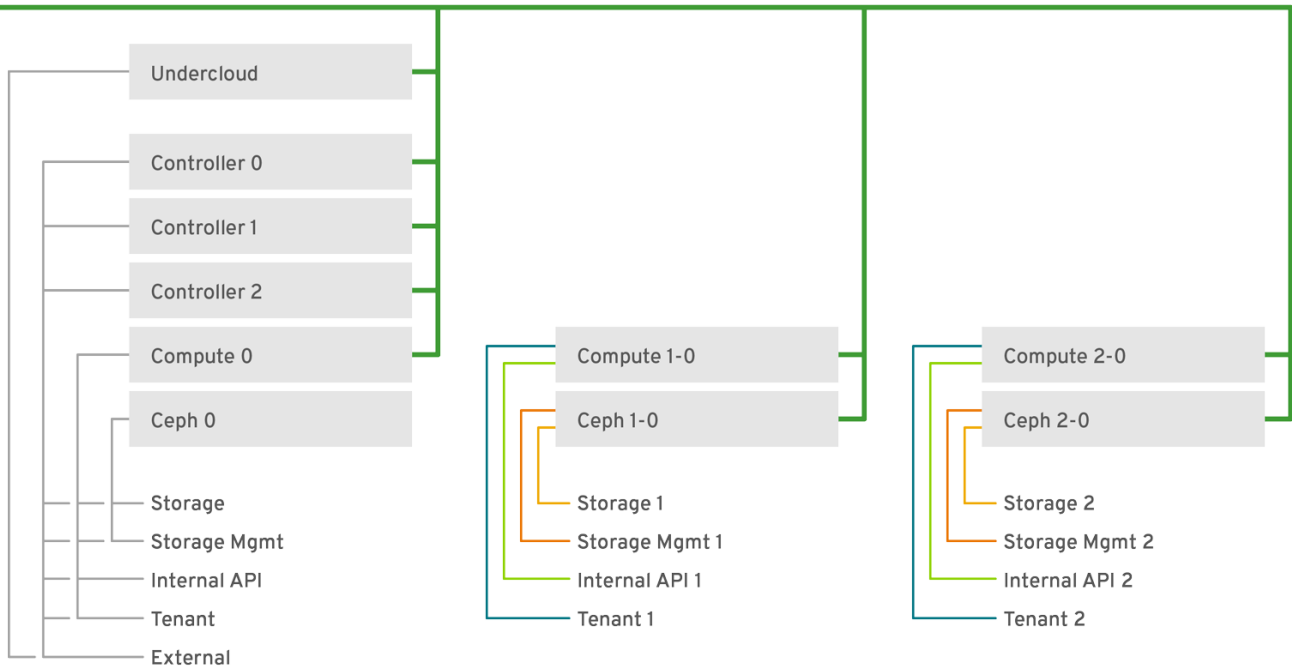 Undercloud
Controller 0
Controller 1
Controller 2
Compute 0
Ceph 0
Storage
Storage Mgmt
Internal API
Tenant
External
Compute 1-0
Ceph 1-0
Storage 1
Storage Mgmt 1
Internal API 1
Tenant 1
Compute 2-0
Ceph 2-0
Storage 2
Storage Mgmt 2
Internal API 2
Tenant 2